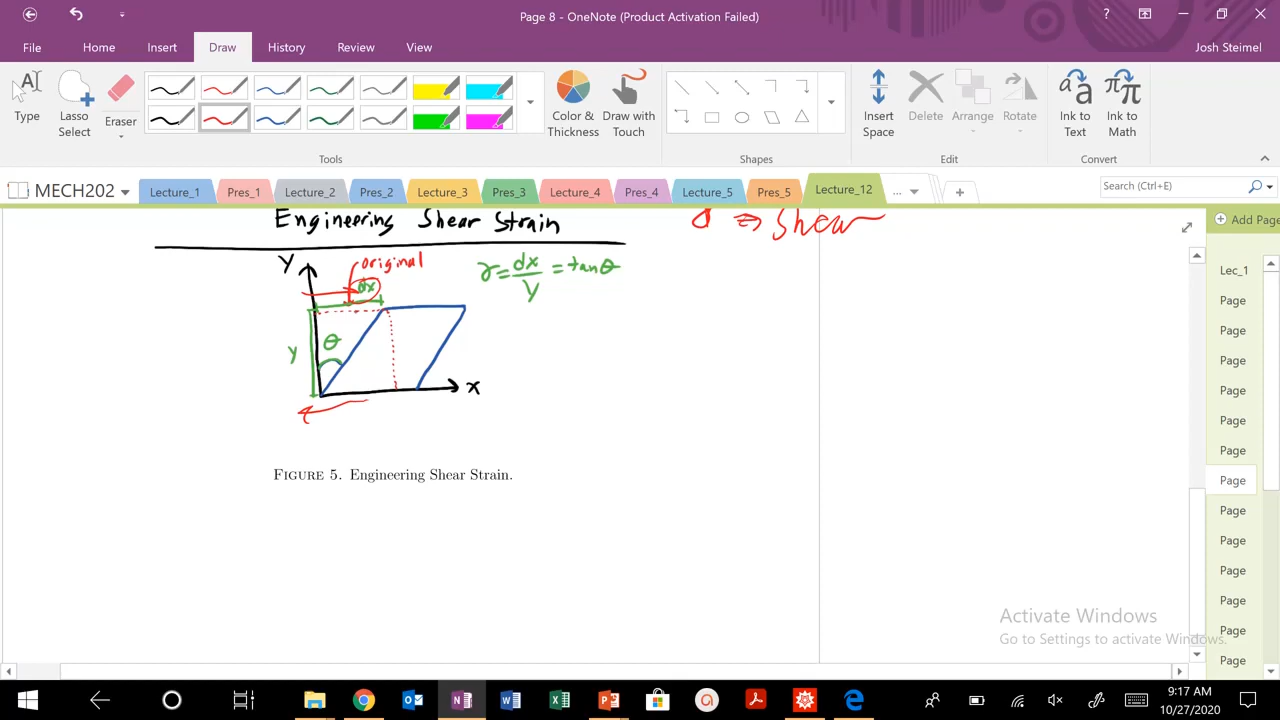 Page 8 - OneNote (Product Activation Failed)
?
File
Home
Insert
Draw
History
Review
View
Josh Steimel
Type
Lasso Select
Eraser
Color & Thickness
Draw with Touch
Insert Space
Delete
Arrange
Rotate
Ink to Text
Ink to Math
Tools
Shapes
Edit
Convert
MECH202
Lecture_1
Pres_1
Lecture_2
Pres_2
Lecture_3
Pres_3
Lecture_4
Pres_4
Lecture_5
Pres_5
Lecture_12
...
Search (Ctrl+E)
Add Page
Engineering Shear Strain
⇒ Shear
Y
original
dx
γ = dx/y = tanθ
θ
y
x
FIGURE 5. Engineering Shear Strain.
Lec_1
Page
Page
Page
Page
Page
Page
Page
Page
Page
Page
Page
Page
Page
Activate Windows
Go to Settings to activate Windows.
9:17 AM
10/27/2020